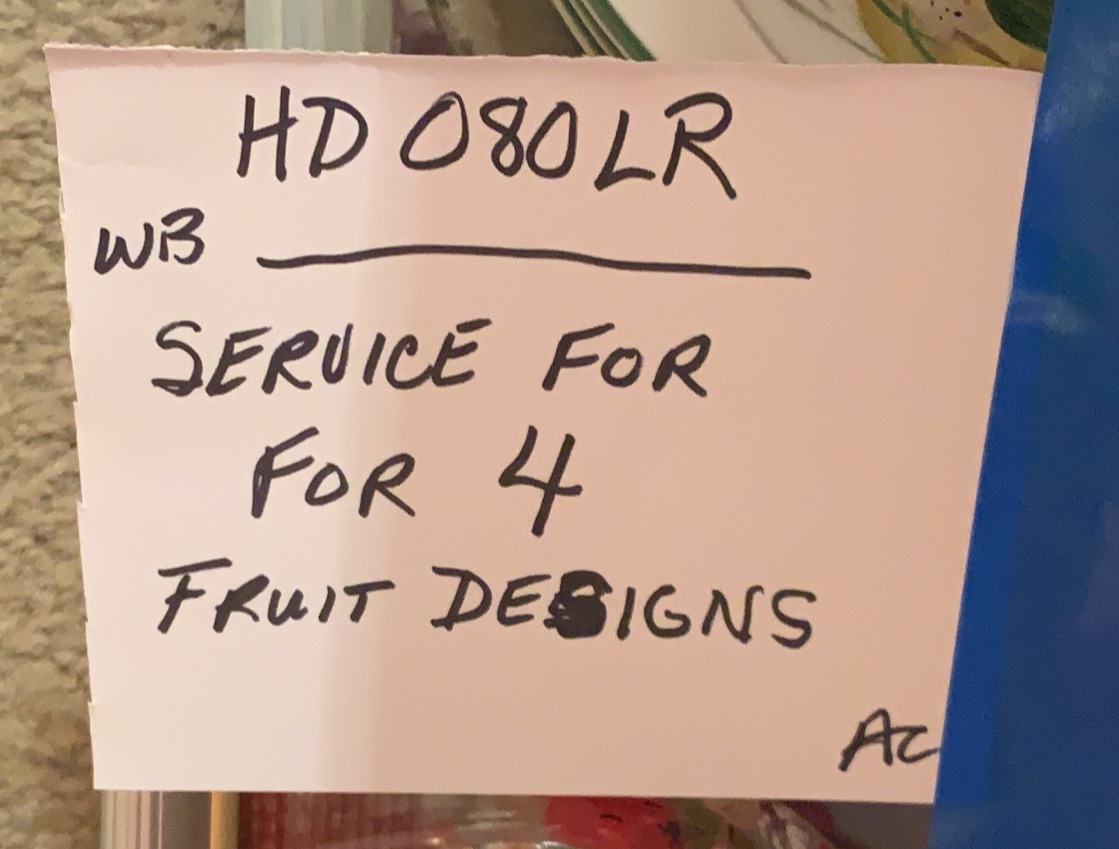 HD 080LR
WB
SERVICE FOR
FOR 4
FRUIT DESIGNS
AC